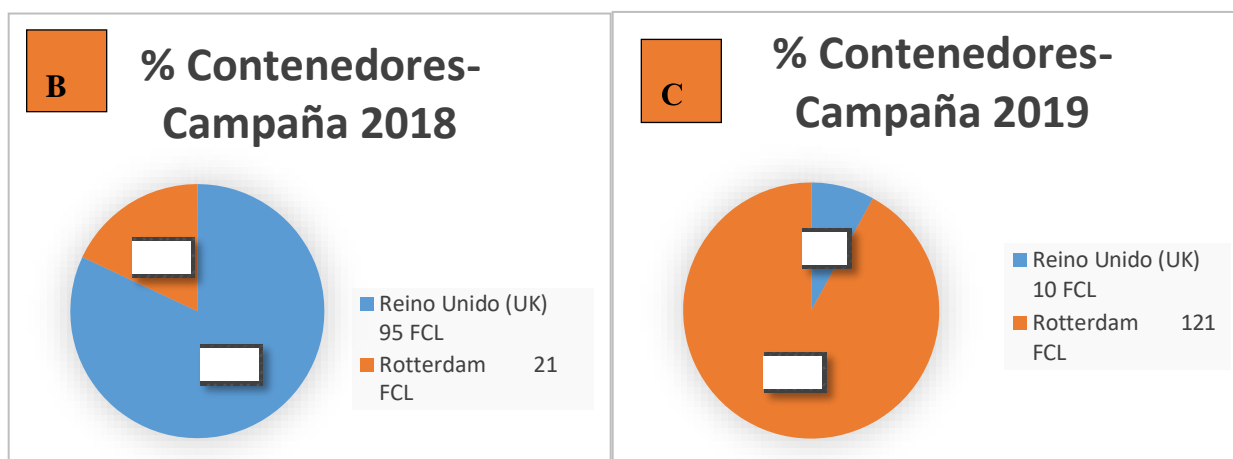 B
% Contenedores-
Campaña 2018
Reino Unido (UK)
95 FCL
Rotterdam 21
FCL
C
% Contenedores-
Campaña 2019
Reino Unido (UK)
10 FCL
Rotterdam 121
FCL